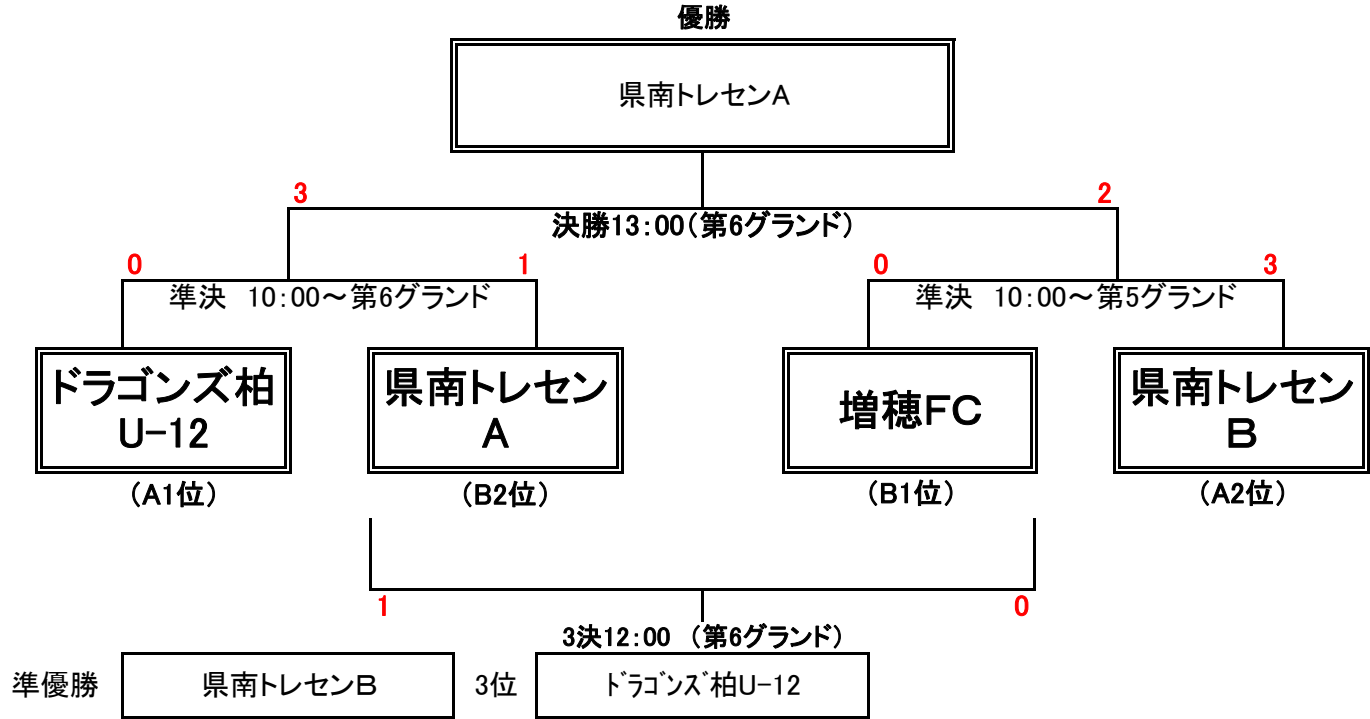 優勝
県南トレセンA
3
2
決勝13:00(第6グランド)
0
1
0
3
準決　10:00～第6グランド
準決　10:00～第5グランド
ドラゴンズ柏
U-12
県南トレセン
A
増穂FC
県南トレセン
B
(A1位)
(B2位)
(B1位)
(A2位)
1
0
3決12:00　(第6グランド)
準優勝
県南トレセンB
3位
ﾄﾞﾗｺﾞﾝｽﾞ柏U-12